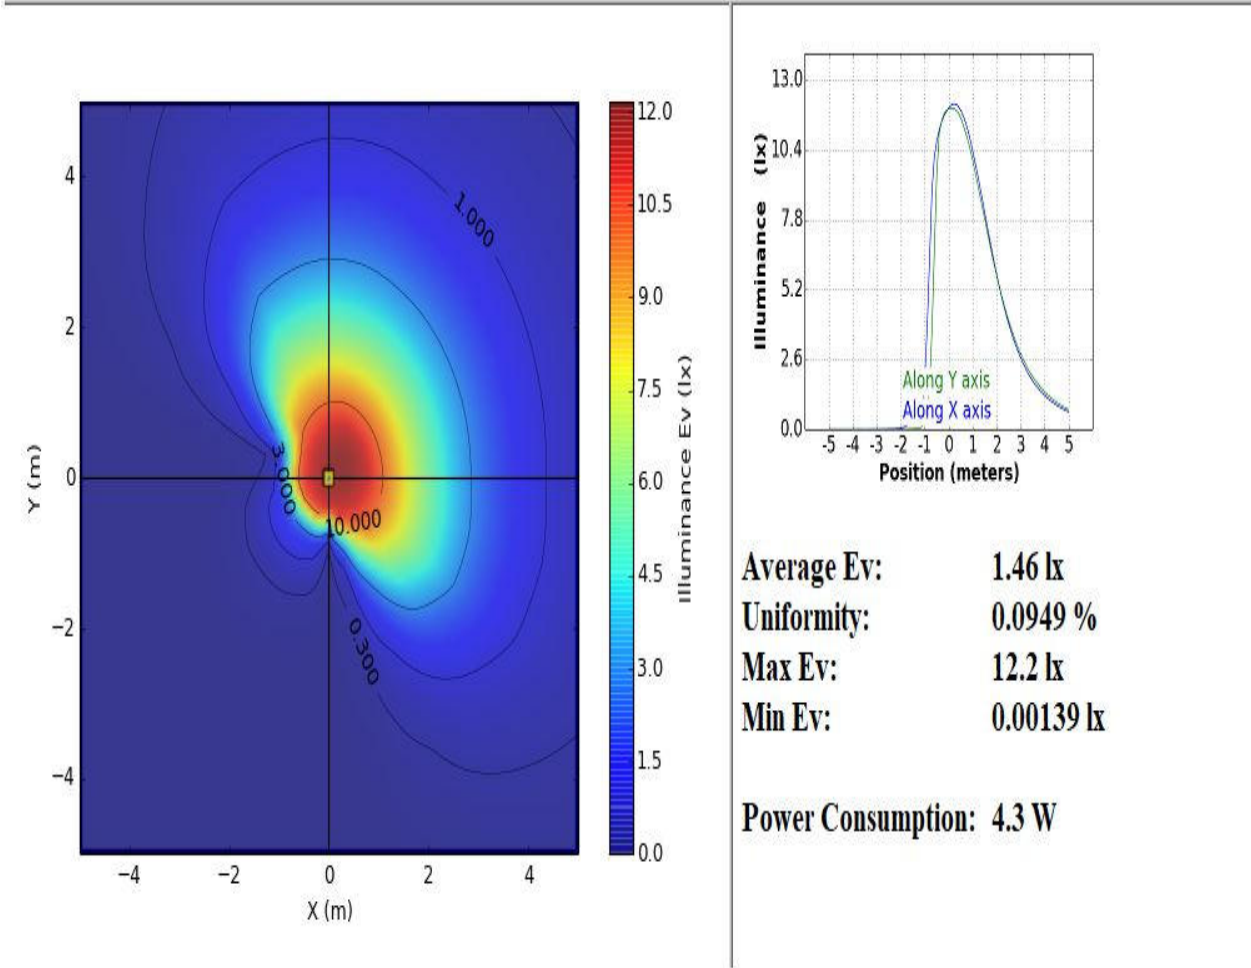 4
2
0
−2
−4
Y (m)
−4 −2 0 2 4
X (m)
1.000
3.000
10.000
0.300
12.0
10.5
9.0
7.5
6.0
4.5
3.0
1.5
0.0
Illuminance Ev (lx)
13.0
10.4
7.8
5.2
2.6
0.0
Illuminance (lx)
Along Y axis
Along X axis
-5 -4 -3 -2 -1 0 1 2 3 4 5
Position (meters)
Average Ev: 1.46 lx
Uniformity: 0.0949 %
Max Ev: 12.2 lx
Min Ev: 0.00139 lx
Power Consumption: 4.3 W